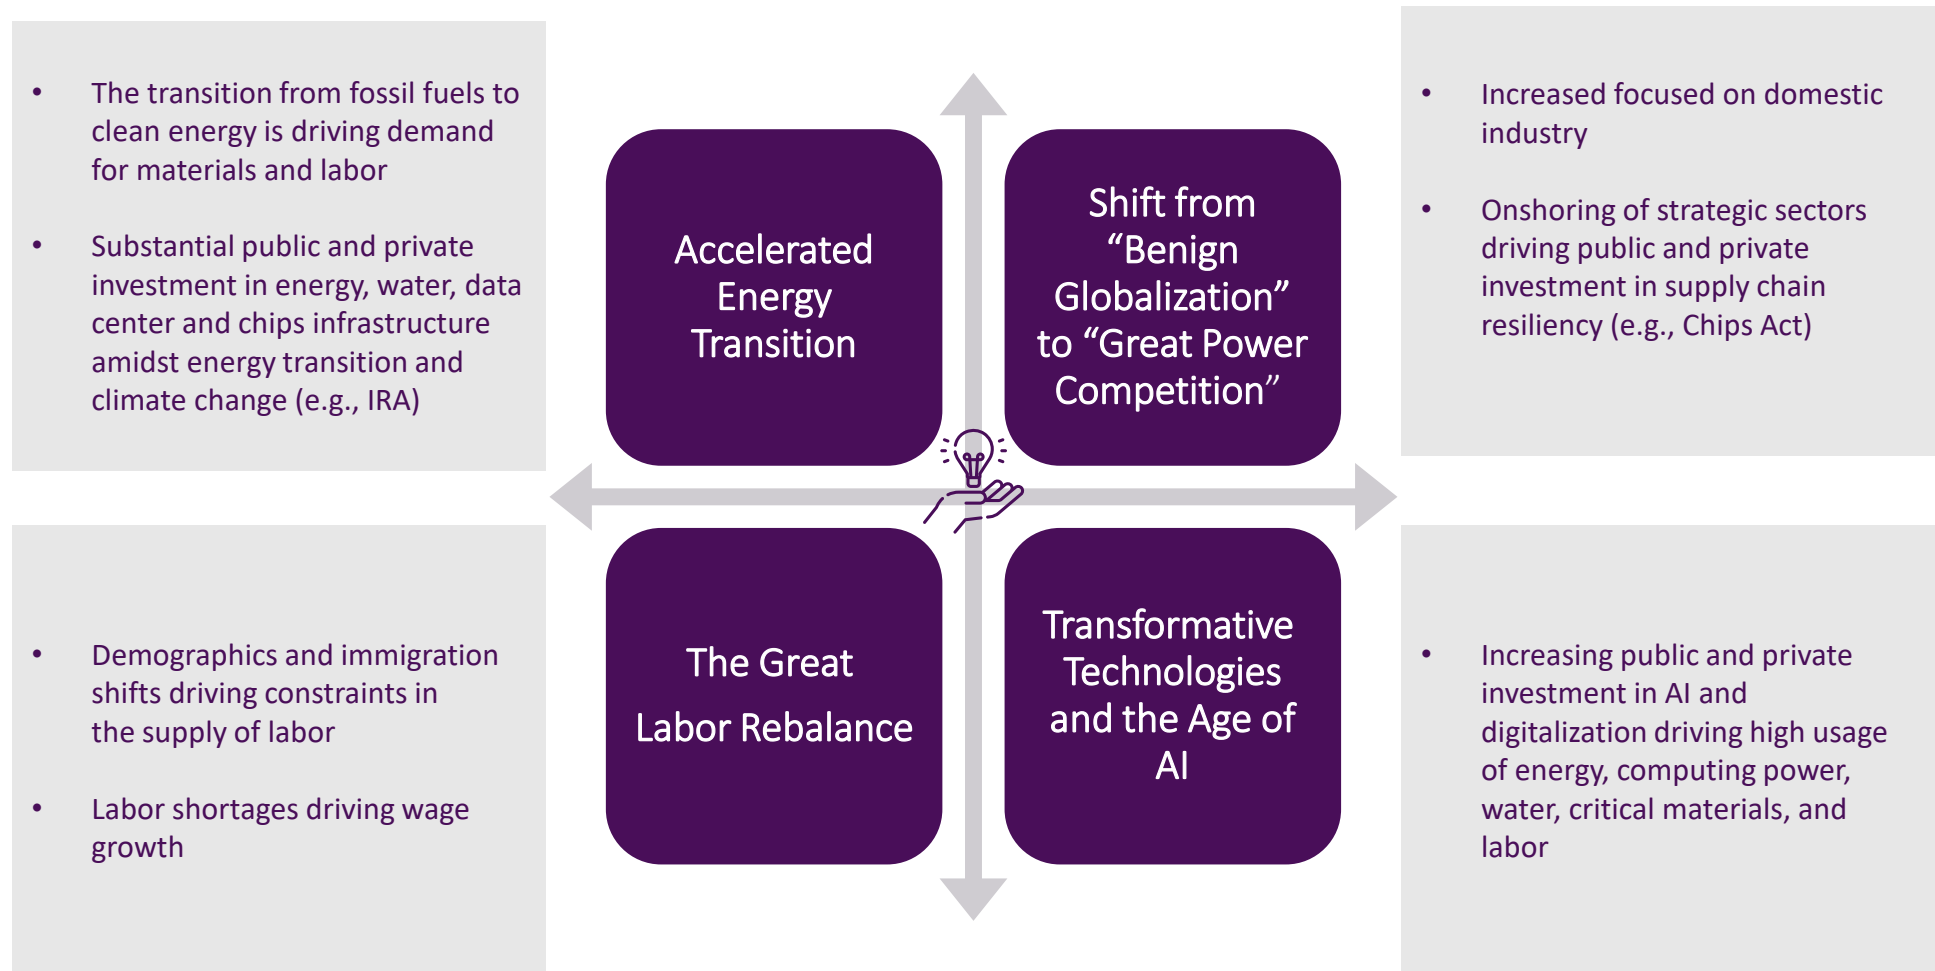 • The transition from fossil fuels to
clean energy is driving demand
for materials and labor
• Substantial public and private
investment in energy, water, data
center and chips infrastructure
amidst energy transition and
climate change (e.g., IRA)
Accelerated
Energy
Transition
Shift from
“Benign
Globalization”
to “Great Power
Competition”
• Increased focused on domestic
industry
• Onshoring of strategic sectors
driving public and private
investment in supply chain
resiliency (e.g., Chips Act)
• Demographics and immigration
shifts driving constraints in
the supply of labor
• Labor shortages driving wage
growth
The Great
Labor Rebalance
Transformative
Technologies
and the Age of
AI
• Increasing public and private
investment in AI and
digitalization driving high usage
of energy, computing power,
water, critical materials, and
labor